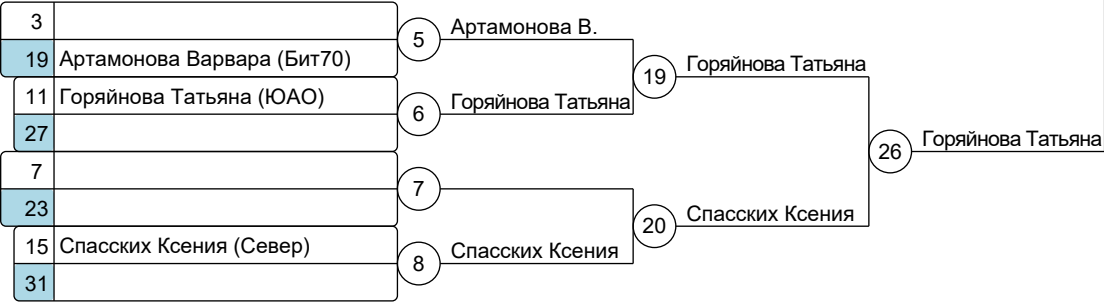 3
19 Артамонова Варвара (Бит70)
11 Горяйнова Татьяна (ЮАО)
27
7
23
15 Спасских Ксения (Север)
31
5
6
7
8
Артамонова В.
Горяйнова Татьяна
Спасских Ксения
19
20
Горяйнова Татьяна
Спасских Ксения
26
Горяйнова Татьяна